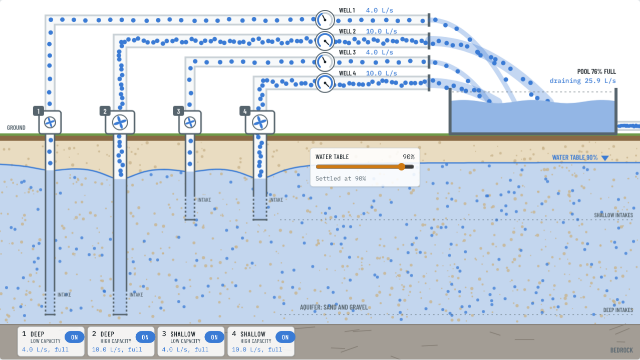 WELL 1 4.0 L/s
WELL 2 10.0 L/s
WELL 3 4.0 L/s
WELL 4 10.0 L/s
POOL 76% FULL
draining 25.9 L/s
1
2
3
4
GROUND
WATER TABLE 90%
Settled at 90%
WATER TABLE 90%
INTAKE
INTAKE
SHALLOW INTAKES
INTAKE
INTAKE
AQUIFER: SAND AND GRAVEL
DEEP INTAKES
1 DEEP
LOW CAPACITY
ON
4.0 L/s, full
2 DEEP
HIGH CAPACITY
ON
10.0 L/s, full
3 SHALLOW
LOW CAPACITY
ON
4.0 L/s, full
4 SHALLOW
HIGH CAPACITY
ON
10.0 L/s, full
BEDROCK